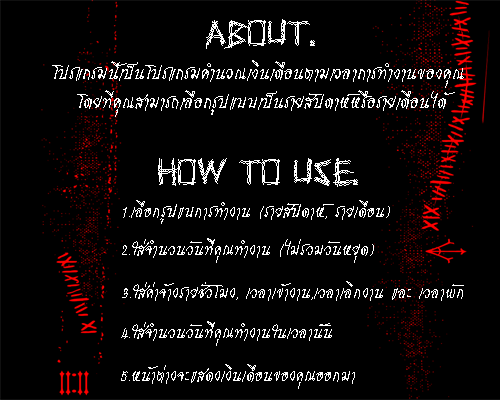 ABOUT.
โปรแกรมนี้เป็นโปรแกรมคำนวณเงินเดือนตามเวลาการทำงานของคุณ
โดยที่คุณสามารถเลือกรูปแบบเป็นรายสัปดาห์หรือรายเดือนได้
HOW TO USE.
1.เลือกรูปแบบการทำงาน (รายสัปดาห์, รายเดือน)
2.ใส่จำนวนวันที่คุณทำงาน (ไม่รวมวันหยุด)
3.ใส่ค่าจ้างรายชั่วโมง, เวลาเข้างาน,เวลาเลิกงาน และ เวลาพัก
4.ใส่จำนวนวันที่คุณทำงานในเวลานั้น
5.หน้าต่างจะแสดงเงินเดือนของคุณออกมา
11:11